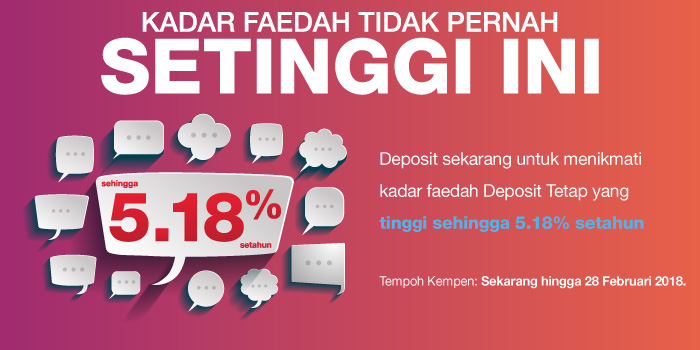 KADAR FAEDAH TIDAK PERNAH
SETINGGI INI
sehingga
5.18%
setahun
Deposit sekarang untuk menikmati
kadar faedah Deposit Tetap yang
tinggi sehingga 5.18% setahun
Tempoh Kempen: Sekarang hingga 28 Februari 2018.